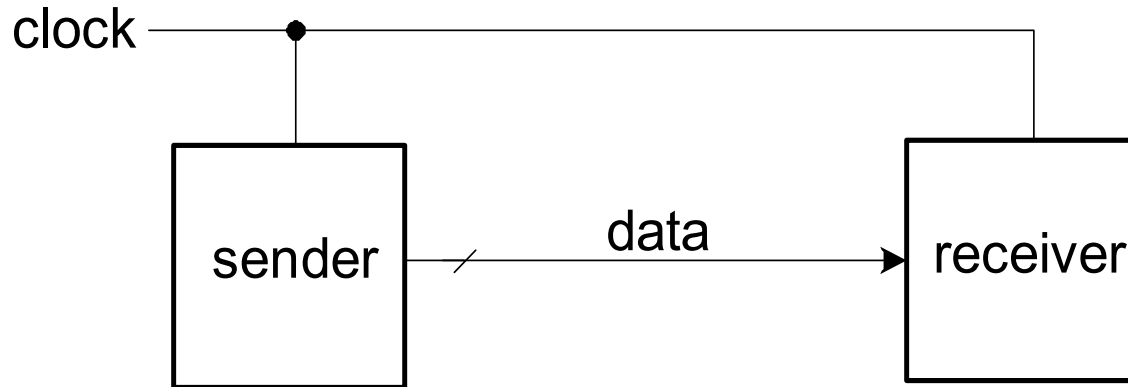 clock
data
sender
receiver